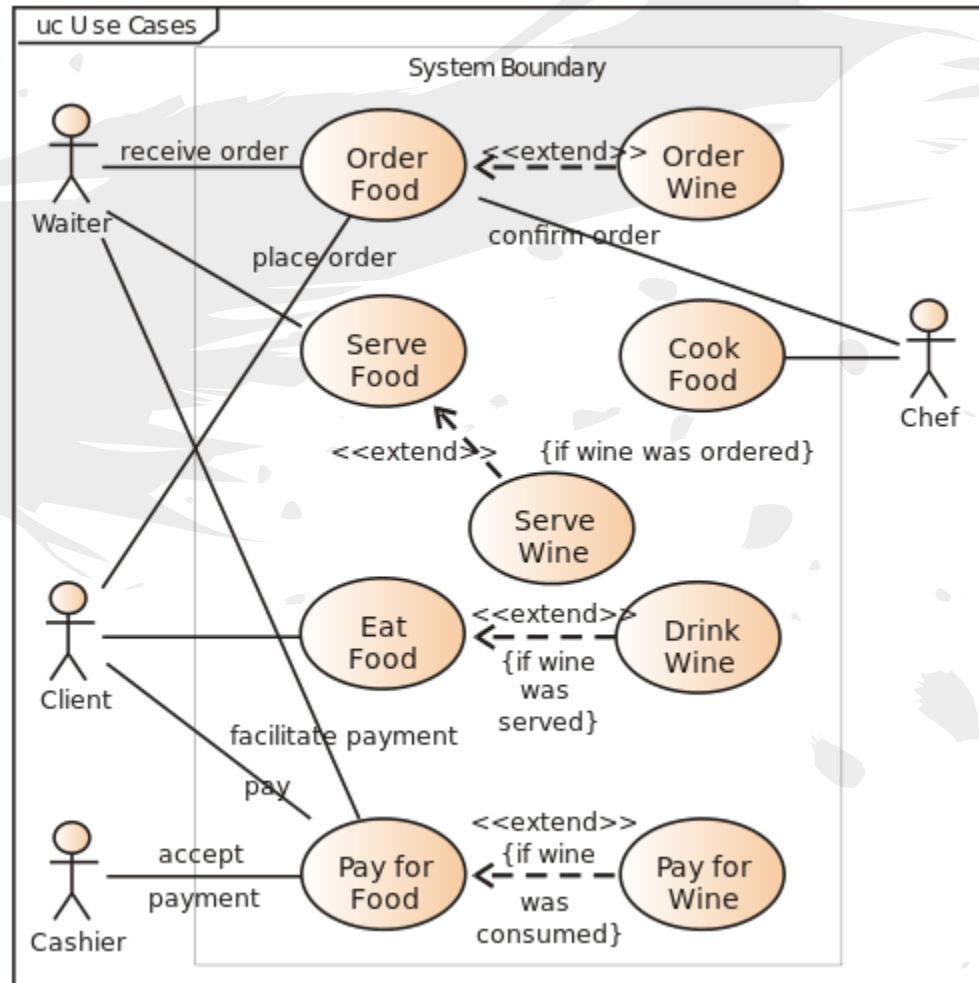 uc Use Cases
System Boundary
receive order
Order
Food
<<extend>>
Order
Wine
Waiter
place order
confirm order
Serve
Food
Cook
Food
Chef
<<extend>>
{if wine was ordered}
Serve
Wine
Client
Eat
Food
<<extend>>
{if wine
was
served}
Drink
Wine
facilitate payment
pay
accept
payment
Cashier
Pay for
Food
<<extend>>
{if wine
was
consumed}
Pay for
Wine